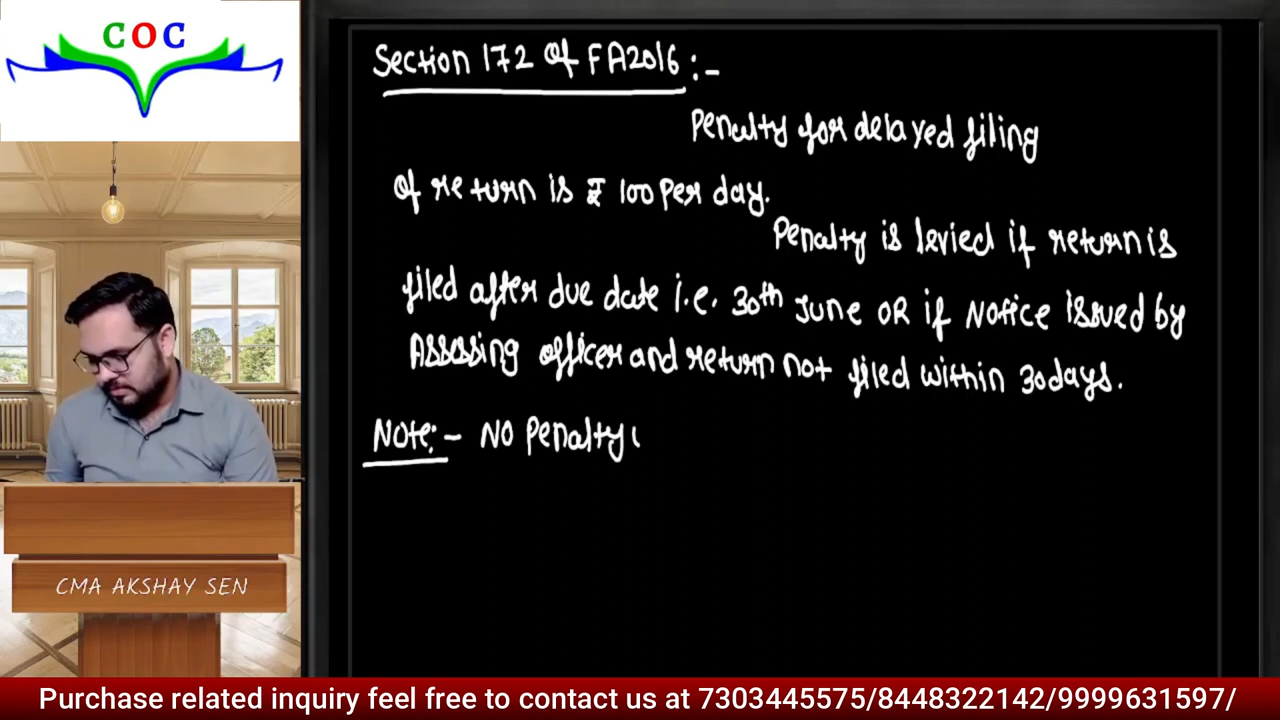 COC
Section 172 of FA2016:-
Penalty for delayed filing
of return is ₹ 100 per day.
Penalty is levied if return is
filed after due date i.e. 30th June OR if Notice issued by
Assessing officer and return not filed within 30days.
Note:- No Penalty
CMA AKSHAY SEN
Purchase related inquiry feel free to contact us at 7303445575/8448322142/9999631597/